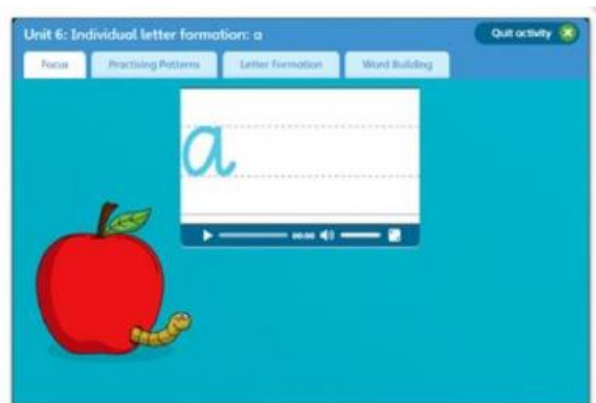 Unit 6: Individual letter formation: a
Quit activity
Focus
Practising Patterns
Letter Formation
Word Building
a
00:00